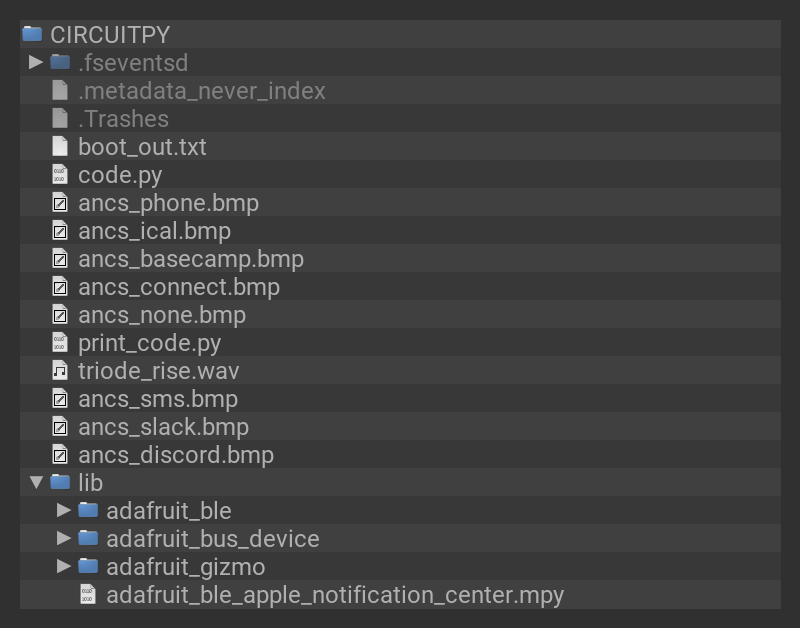 CIRCUITPY
.fseventsd
.metadata_never_index
.Trashes
boot_out.txt
code.py
ancs_phone.bmp
ancs_ical.bmp
ancs_basecamp.bmp
ancs_connect.bmp
ancs_none.bmp
print_code.py
triode_rise.wav
ancs_sms.bmp
ancs_slack.bmp
ancs_discord.bmp
lib
adafruit_ble
adafruit_bus_device
adafruit_gizmo
adafruit_ble_apple_notification_center.mpy